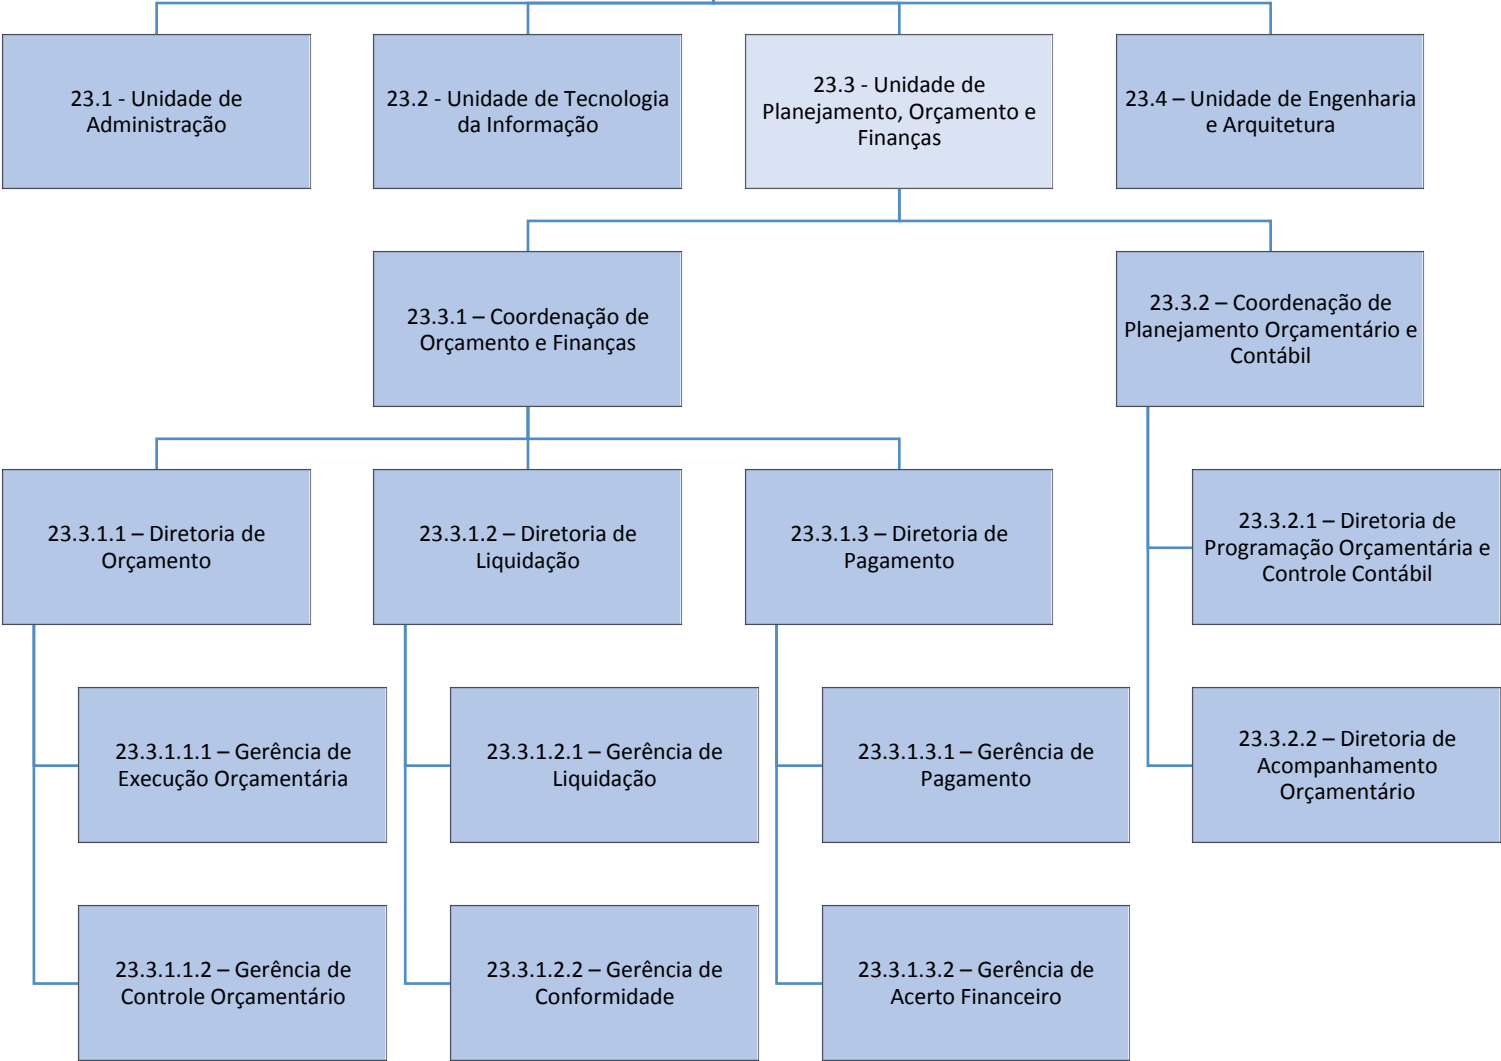 23.1 - Unidade de
Administração
23.2 - Unidade de Tecnologia
da Informação
23.3 - Unidade de
Planejamento, Orçamento e
Finanças
23.4 – Unidade de Engenharia
e Arquitetura
23.3.1 – Coordenação de
Orçamento e Finanças
23.3.2 – Coordenação de
Planejamento Orçamentário e
Contábil
23.3.1.1 – Diretoria de
Orçamento
23.3.1.2 – Diretoria de
Liquidação
23.3.1.3 – Diretoria de
Pagamento
23.3.2.1 – Diretoria de
Programação Orçamentária e
Controle Contábil
23.3.1.1.1 – Gerência de
Execução Orçamentária
23.3.1.2.1 – Gerência de
Liquidação
23.3.1.3.1 – Gerência de
Pagamento
23.3.2.2 – Diretoria de
Acompanhamento
Orçamentário
23.3.1.1.2 – Gerência de
Controle Orçamentário
23.3.1.2.2 – Gerência de
Conformidade
23.3.1.3.2 – Gerência de
Acerto Financeiro